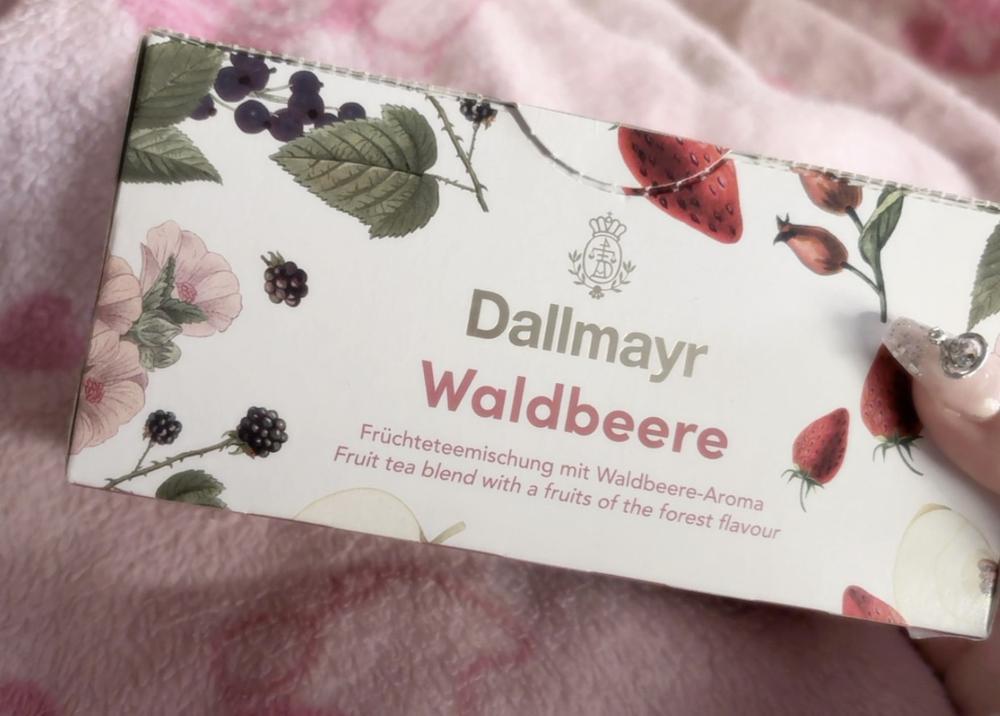 Dallmayr
Waldbeere
Früchteteemischung mit Waldbeere-Aroma
Fruit tea blend with a fruits of the forest flavour